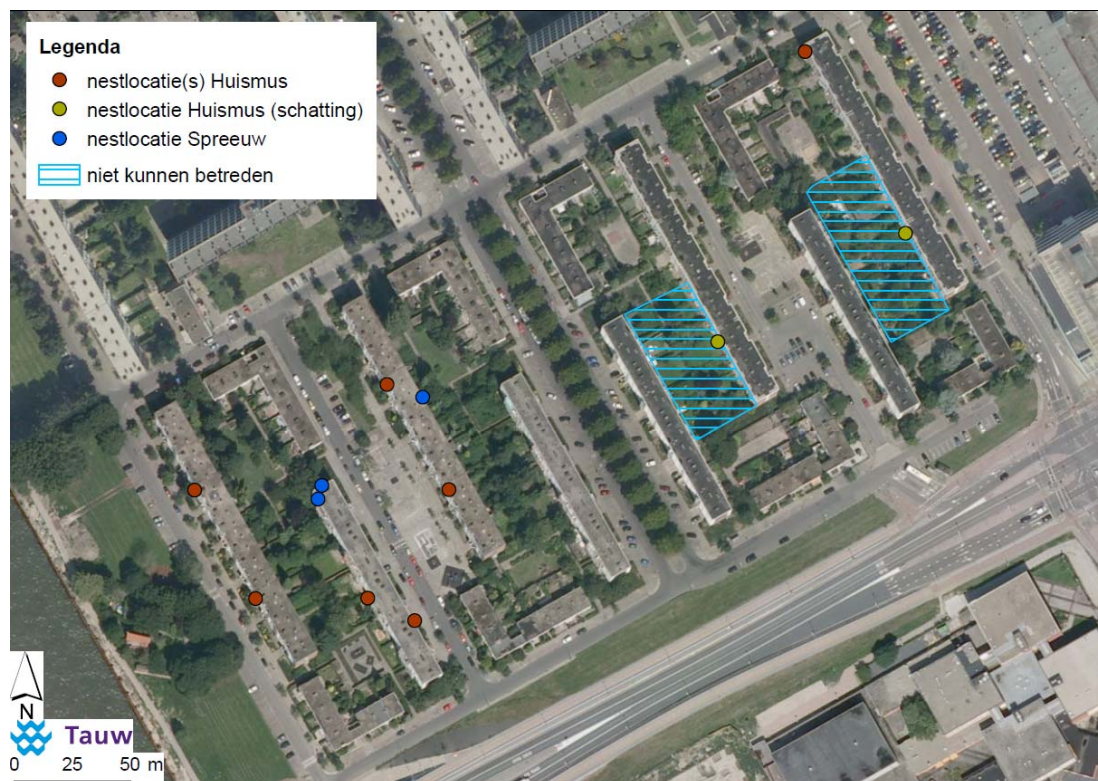 Legenda
nestlocatie(s) Huismus
nestlocatie Huismus (schatting)
nestlocatie Spreeuw
niet kunnen betreden
N
Tauw
0 25 50 m